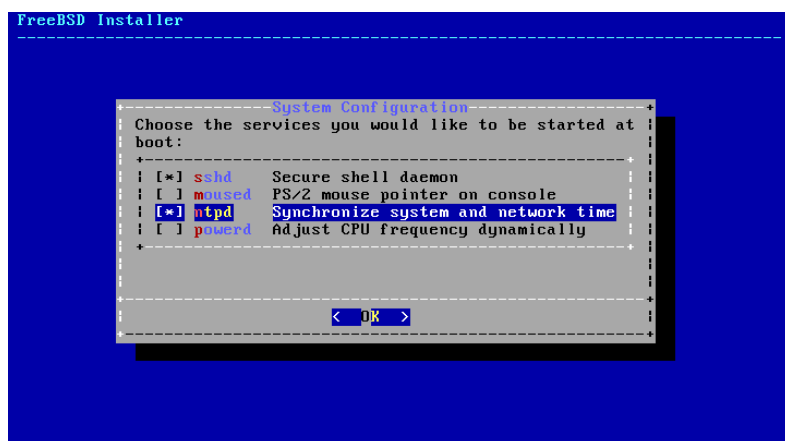 FreeBSD Installer
System Configuration
Choose the services you would like to be started at
boot:
[*] sshd Secure shell daemon
[ ] moused PS/2 mouse pointer on console
[*] ntpd Synchronize system and network time
[ ] powerd Adjust CPU frequency dynamically
< OK >